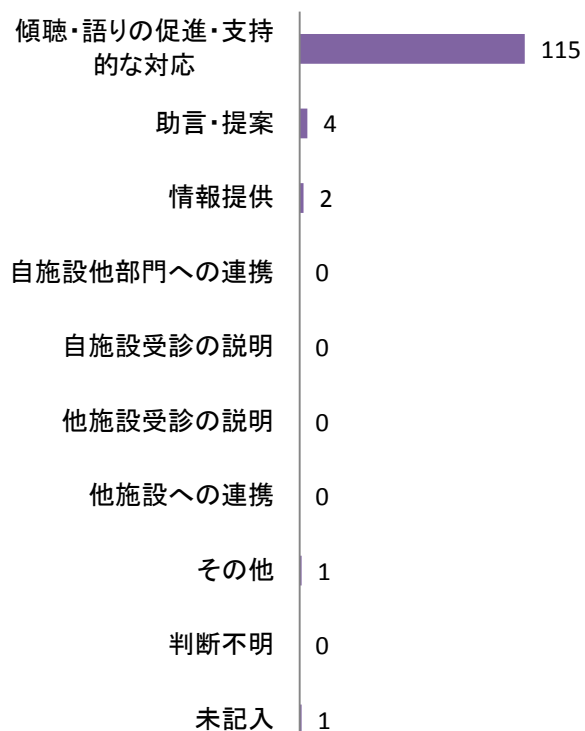 傾聴・語りの促進・支持
的な対応
115
助言・提案
4
情報提供
2
自施設他部門への連携
0
自施設受診の説明
0
他施設受診の説明
0
他施設への連携
0
その他
1
判断不明
0
未記入
1